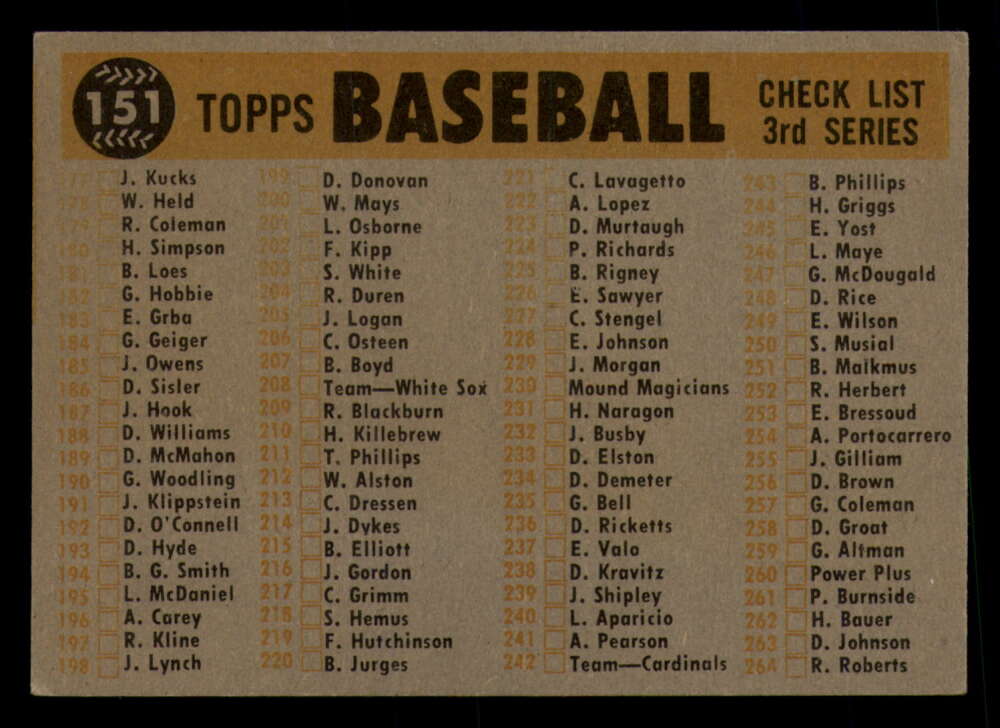 151 TOPPS BASEBALL CHECK LIST
3rd SERIES
177 J. Kucks
178 W. Held
179 R. Coleman
180 H. Simpson
181 B. Loes
182 G. Hobbie
183 E. Grba
184 G. Geiger
185 J. Owens
186 D. Sisler
187 J. Hook
188 D. Williams
189 D. McMahon
190 G. Woodling
191 J. Klippstein
192 D. O'Connell
193 D. Hyde
194 B. G. Smith
195 L. McDaniel
196 A. Carey
197 R. Kline
198 J. Lynch
199 D. Donovan
200 W. Mays
201 L. Osborne
202 F. Kipp
203 S. White
204 R. Duren
205 J. Logan
206 C. Osteen
207 B. Boyd
208 Team—White Sox
209 R. Blackburn
210 H. Killebrew
211 T. Phillips
212 W. Alston
213 C. Dressen
214 J. Dykes
215 B. Elliott
216 J. Gordon
217 C. Grimm
218 S. Hemus
219 F. Hutchinson
220 B. Jurges
221 C. Lavagetto
222 A. Lopez
223 D. Murtaugh
224 P. Richards
225 B. Rigney
226 E. Sawyer
227 C. Stengel
228 E. Johnson
229 J. Morgan
230 Mound Magicians
231 H. Naragon
232 J. Busby
233 D. Elston
234 D. Demeter
235 G. Bell
236 D. Ricketts
237 E. Valo
238 D. Kravitz
239 J. Shipley
240 L. Aparicio
241 A. Pearson
242 Team—Cardinals
243 B. Phillips
244 H. Griggs
245 E. Yost
246 L. Maye
247 G. McDougald
248 D. Rice
249 E. Wilson
250 S. Musial
251 B. Malkmus
252 R. Herbert
253 E. Bressoud
254 A. Portocarrero
255 J. Gilliam
256 D. Brown
257 G. Coleman
258 D. Groat
259 G. Altman
260 Power Plus
261 P. Burnside
262 H. Bauer
263 D. Johnson
264 R. Roberts